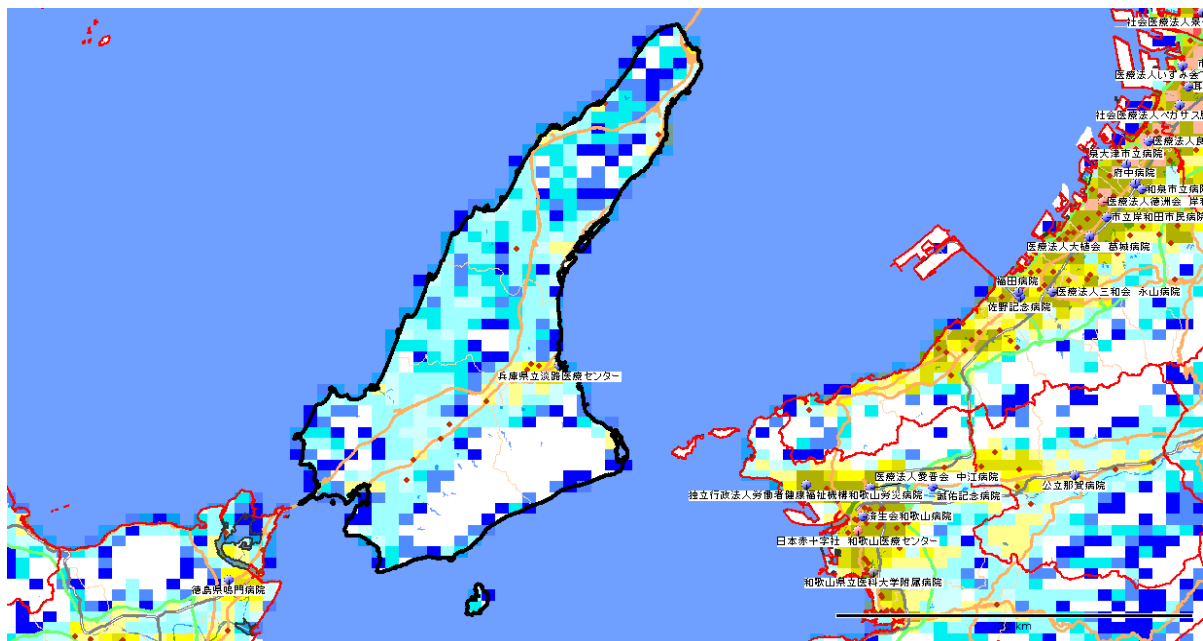 社会医療法人
医療法人いずみ会
社会医療法人ペガサス
医療法人良
泉大津市立病院
府中病院
和泉市立病院
医療法人徳洲会 岸和
市立岸和田市民病院
医療法人大植会 葛城病院
福田病院
医療法人三和会 永山病院
佐野記念病院
兵庫県立淡路医療センター
医療法人愛晋会 中江病院
公立那賀病院
独立行政法人労働者健康福祉機構和歌山労災病院
誠佑記念病院
済生会和歌山病院
日本赤十字社 和歌山医療センター
和歌山県立医科大学附属病院
徳島県鳴門病院
km